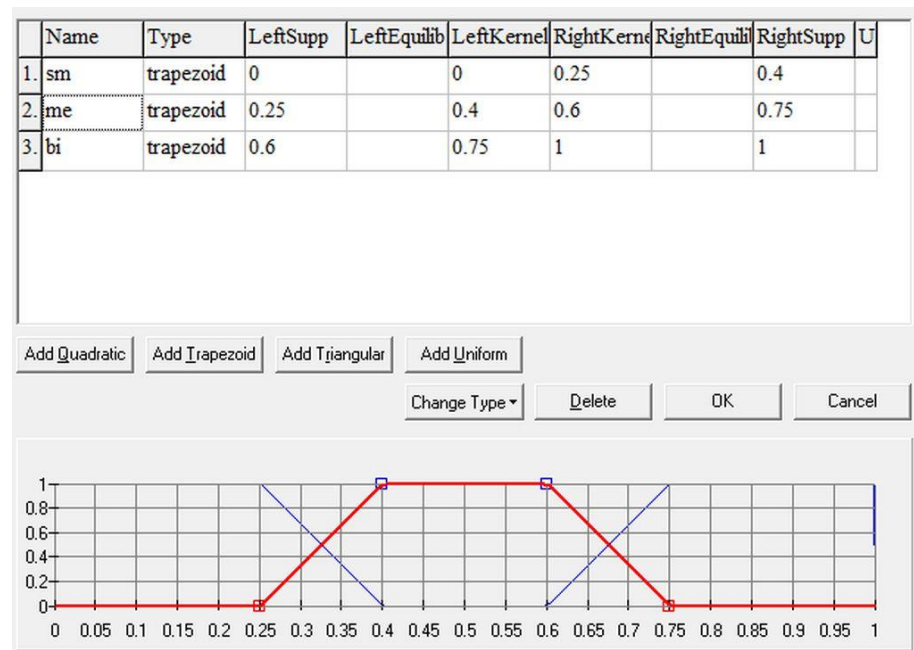 Name Type LeftSupp LeftEquilib LeftKernel RightKerne RightEquili RightSupp U
1. sm trapezoid 0 0 0.25 0.4
2. me trapezoid 0.25 0.4 0.6 0.75
3. bi trapezoid 0.6 0.75 1 1
Add Quadratic Add Trapezoid Add Triangular Add Uniform
Change Type Delete OK Cancel
1
0.8
0.6
0.4
0.2
0
0 0.05 0.1 0.15 0.2 0.25 0.3 0.35 0.4 0.45 0.5 0.55 0.6 0.65 0.7 0.75 0.8 0.85 0.9 0.95 1